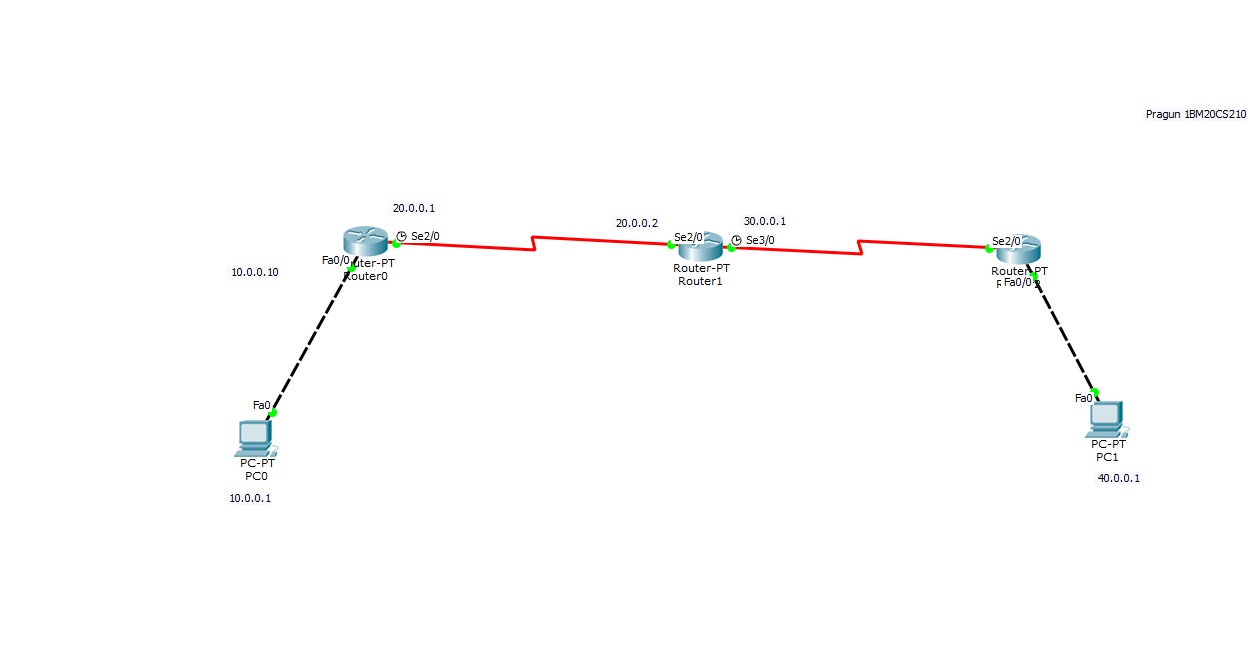 Pragun 1BM20CS210
20.0.0.1
20.0.0.2
30.0.0.1
Se2/0
Se2/0
Se3/0
Se2/0
Fa0/0
uter-PT
Router0
10.0.0.10
Router-PT
Router1
Router-PT
Fa0/0
Fa0
PC-PT
PC0
10.0.0.1
Fa0
PC-PT
PC1
40.0.0.1